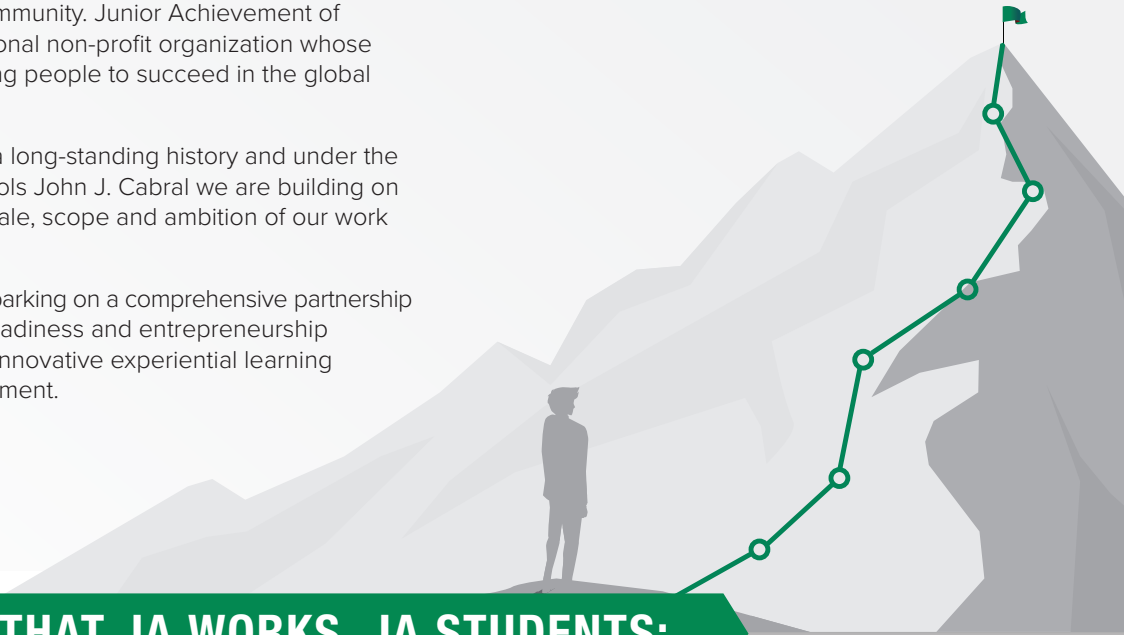 mmunity. Junior Achievement of
onal non-profit organization whose
ng people to succeed in the global
a long-standing history and under the
ols John J. Cabral we are building on
ale, scope and ambition of our work
parking on a comprehensive partnership
adiness and entrepreneurship
nnovative experiential learning
ment.
THAT JA WORKS. JA STUDENTS: